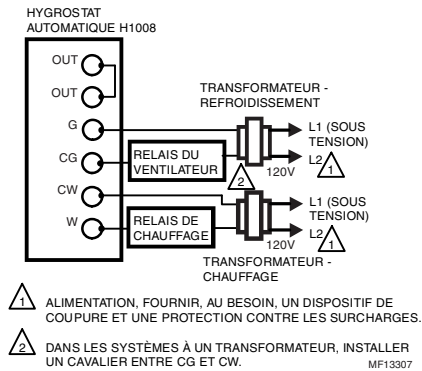 HYGROSTAT
AUTOMATIQUE H1008
OUT
OUT
G
CG
CW
W
TRANSFORMATEUR -
REFROIDISSEMENT
L1 (SOUS
TENSION)
L2
1
120V
2
RELAIS DU
VENTILATEUR
RELAIS DE
CHAUFFAGE
L1 (SOUS
TENSION)
L2
1
120V
TRANSFORMATEUR -
CHAUFFAGE
1 ALIMENTATION, FOURNIR, AU BESOIN, UN DISPOSITIF DE
COUPURE ET UNE PROTECTION CONTRE LES SURCHARGES.
2 DANS LES SYSTÈMES À UN TRANSFORMATEUR, INSTALLER
UN CAVALIER ENTRE CG ET CW.
MF13307